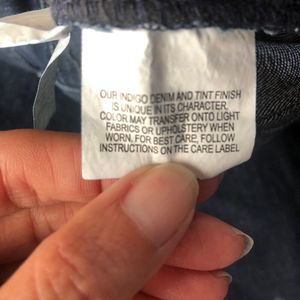 OUR INDIGO DENIM AND TINT FINISH
IS UNIQUE IN ITS CHARACTER.
COLOR MAY TRANSFER ONTO LIGHT
FABRICS OR UPHOLSTERY WHEN
WORN. FOR BEST CARE, FOLLOW
INSTRUCTIONS ON THE CARE LABEL.